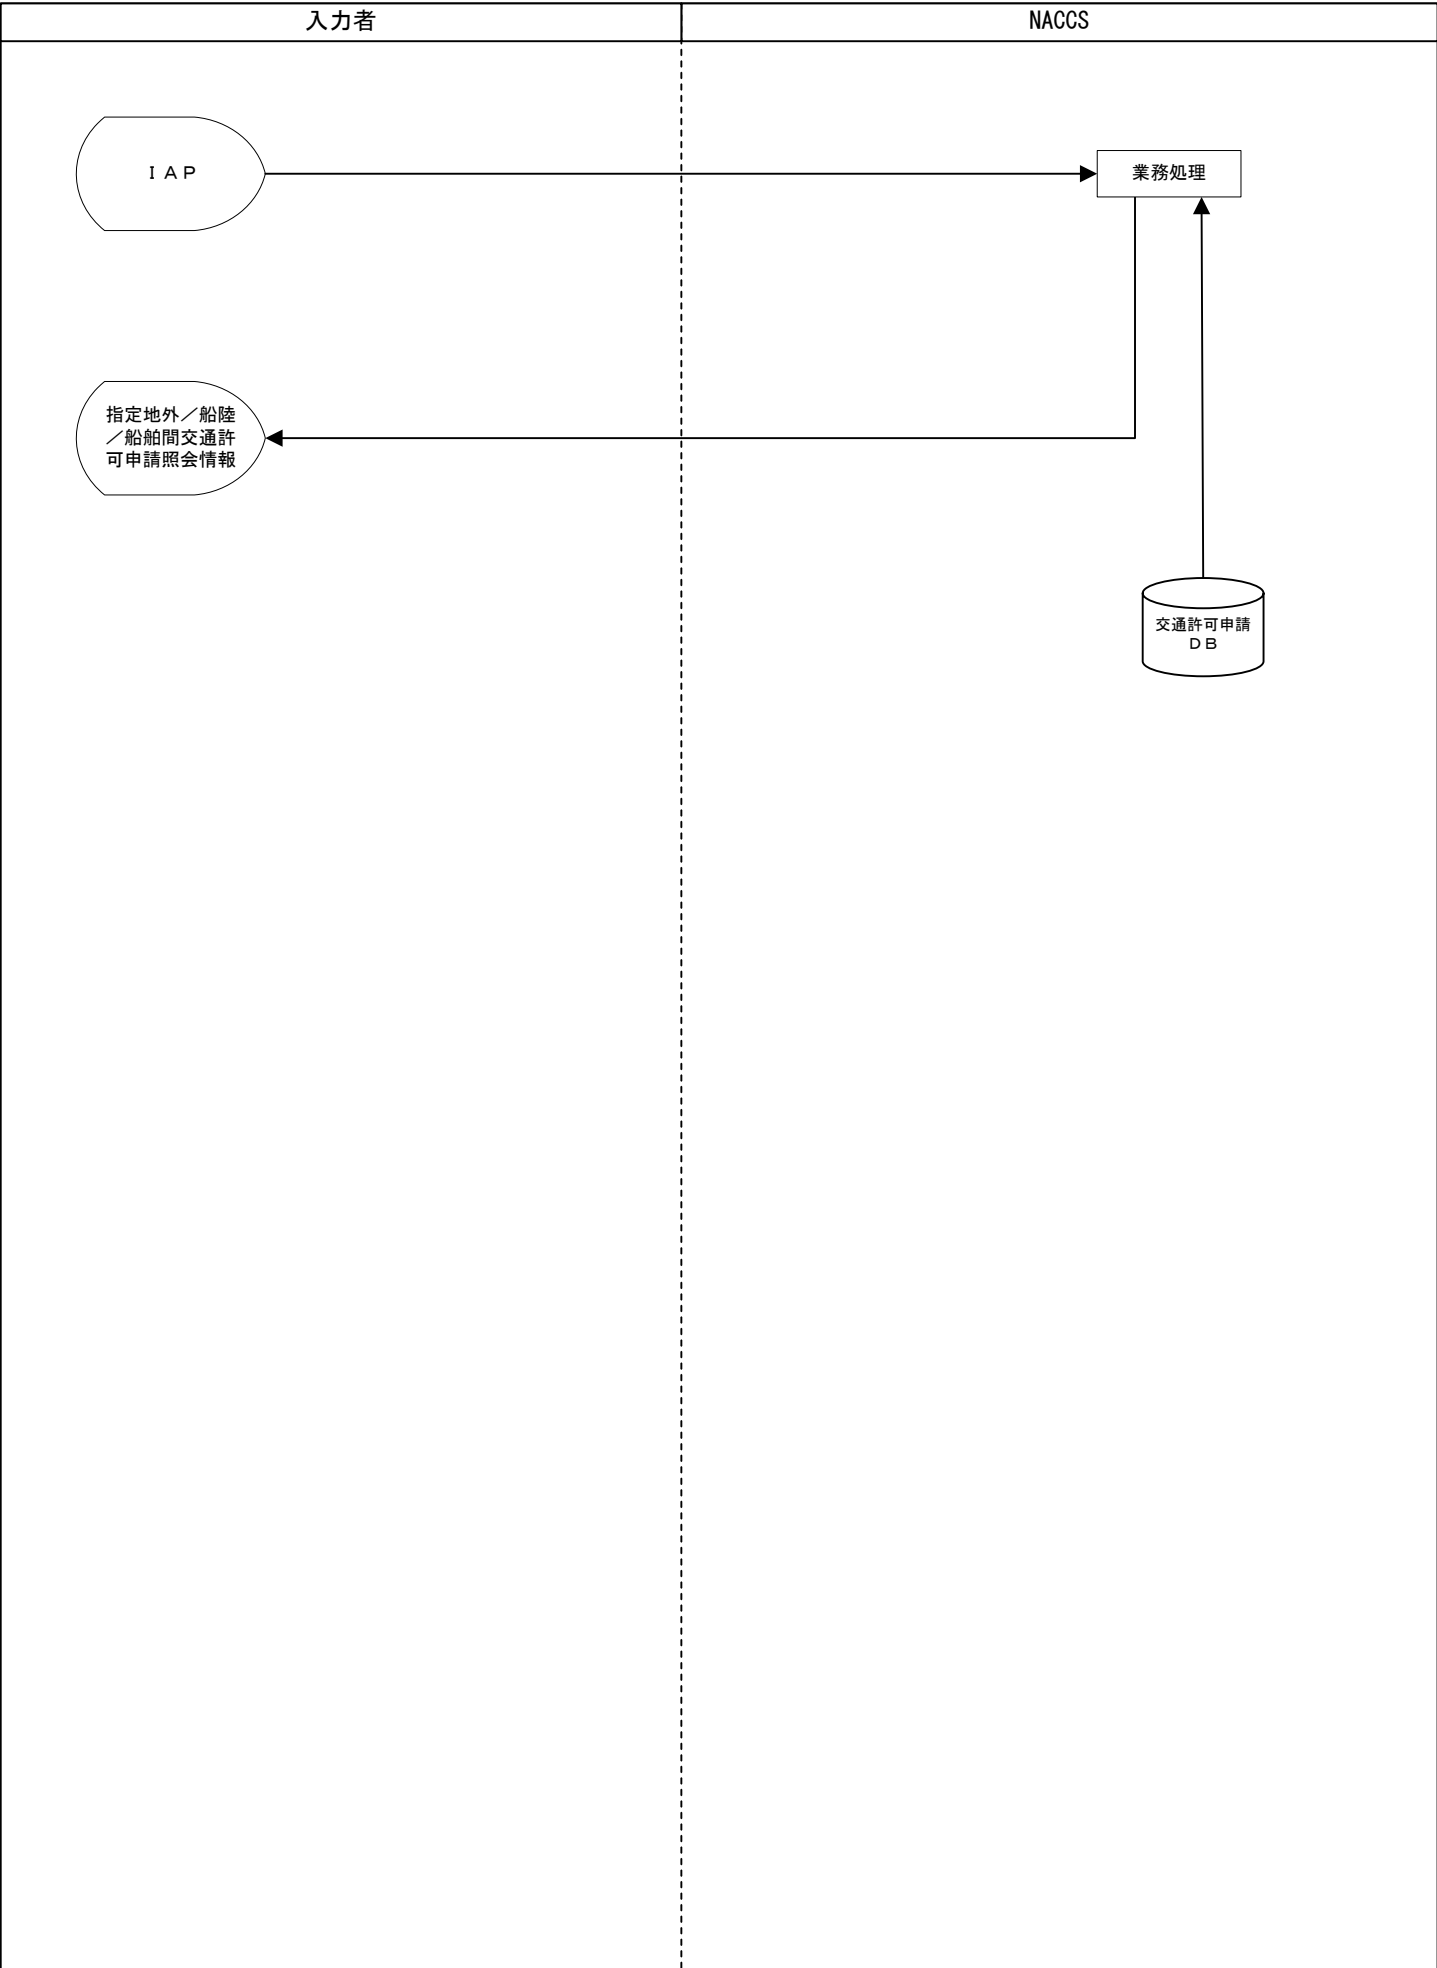 入力者
NACCS
ＩＡＰ
業務処理
指定地外／船陸
／船舶間交通許
可申請照会情報
交通許可申請
ＤＢ